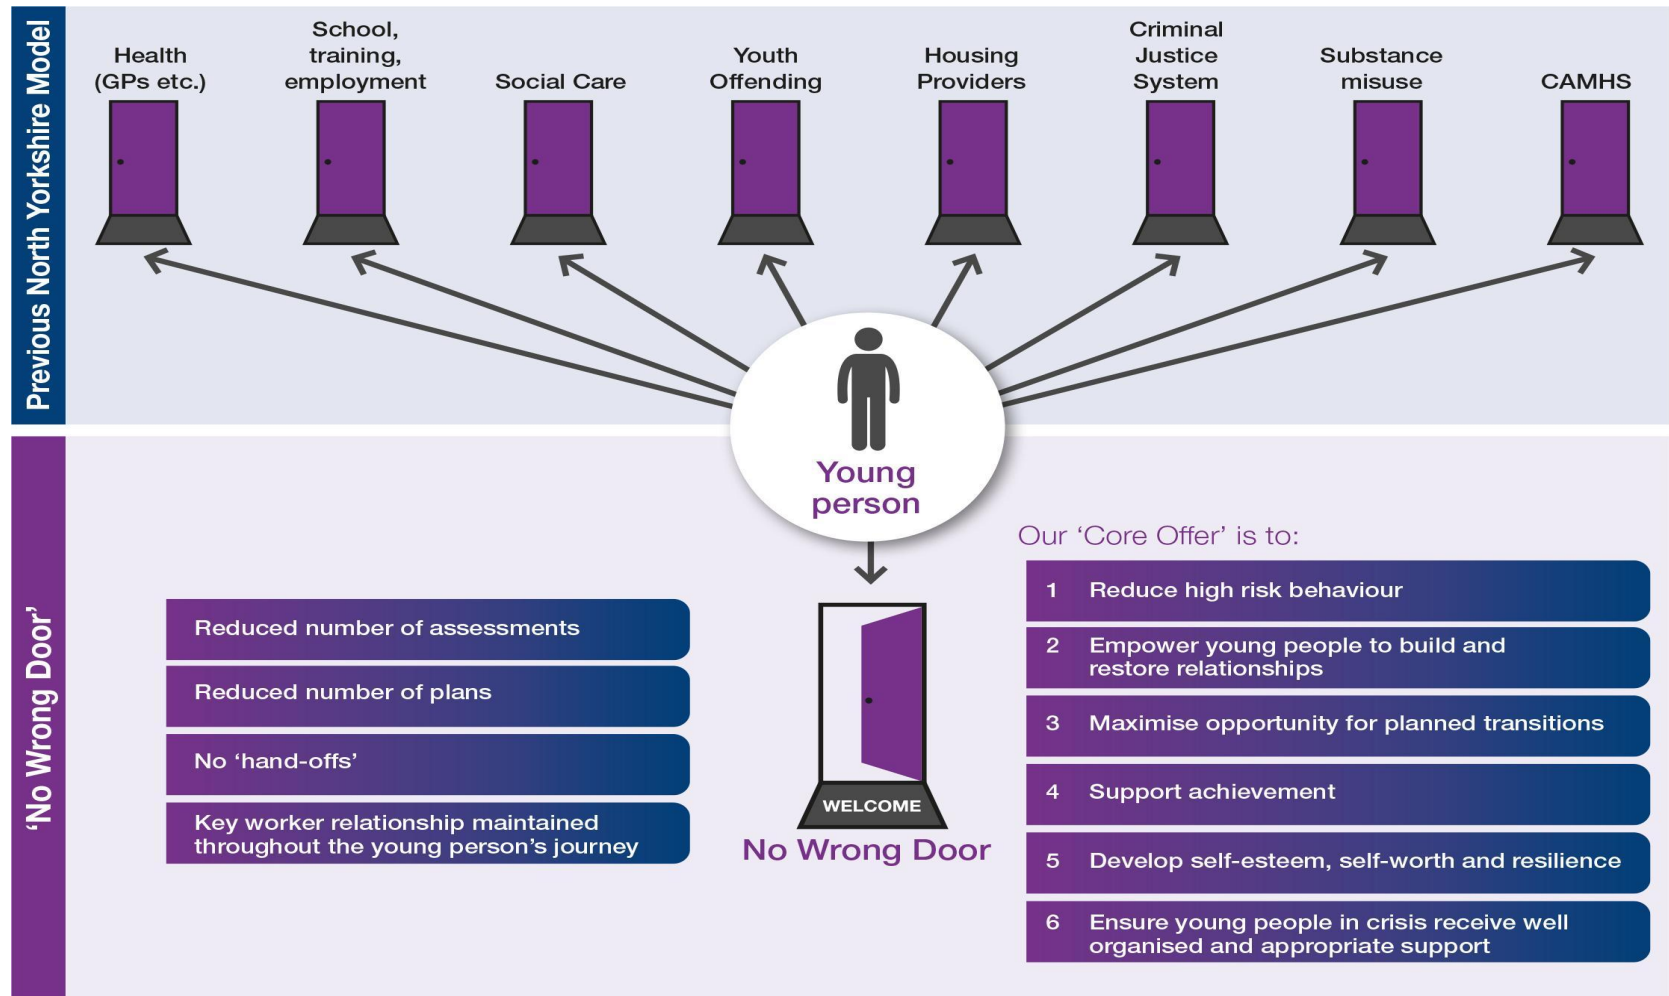 Previous North Yorkshire Model
Health
(GPs etc.)
School,
training,
employment
Social Care
Youth
Offending
Housing
Providers
Criminal
Justice
System
Substance
misuse
CAMHS
Young
person
‘No Wrong Door’
Reduced number of assessments
Reduced number of plans
No ‘hand-offs’
Key worker relationship maintained
throughout the young person’s journey
WELCOME
No Wrong Door
Our ‘Core Offer’ is to:
1 Reduce high risk behaviour
2 Empower young people to build and
restore relationships
3 Maximise opportunity for planned transitions
4 Support achievement
5 Develop self-esteem, self-worth and resilience
6 Ensure young people in crisis receive well
organised and appropriate support